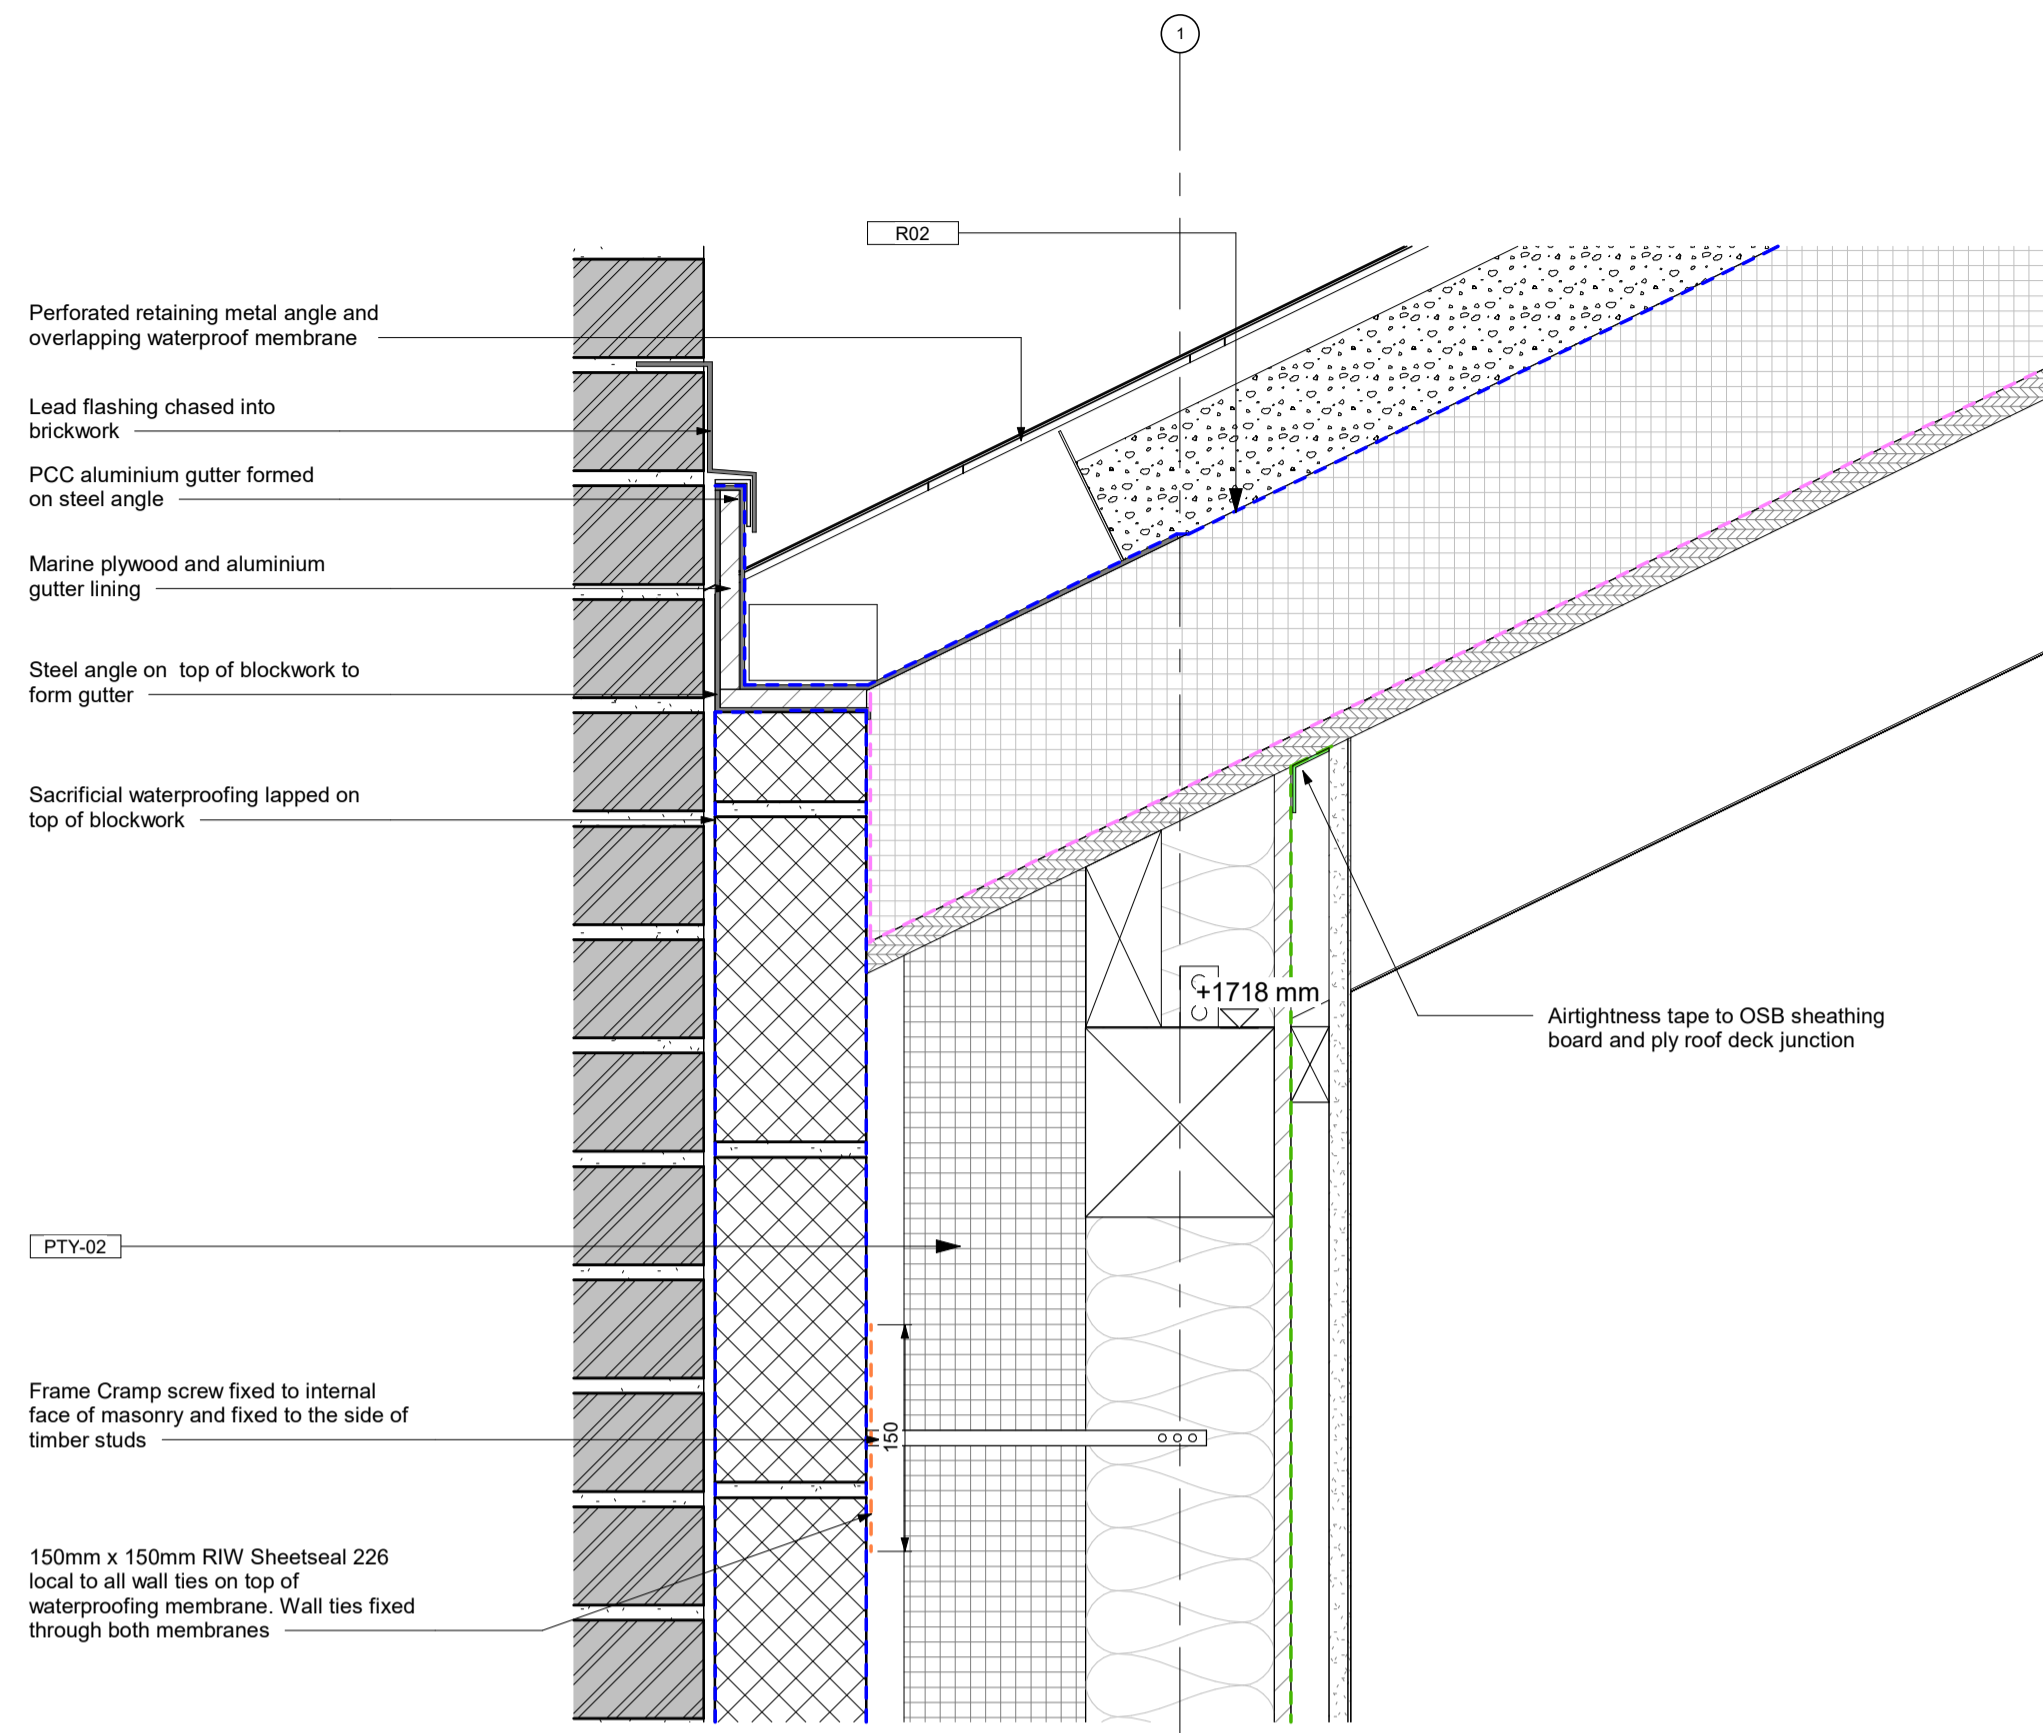 1
R02
Perforated retaining metal angle and
overlapping waterproof membrane
Lead flashing chased into
brickwork
PCC aluminium gutter formed
on steel angle
Marine plywood and aluminium
gutter lining
Steel angle on  top of blockwork to
form gutter
Sacrificial waterproofing lapped on
top of blockwork
+1718 mm
Airtightness tape to OSB sheathing
board and ply roof deck junction
PTY-02
Frame Cramp screw fixed to internal
face of masonry and fixed to the side of
timber studs
150
150mm x 150mm RIW Sheetseal 226
local to all wall ties on top of
waterproofing membrane. Wall ties fixed
through both membranes